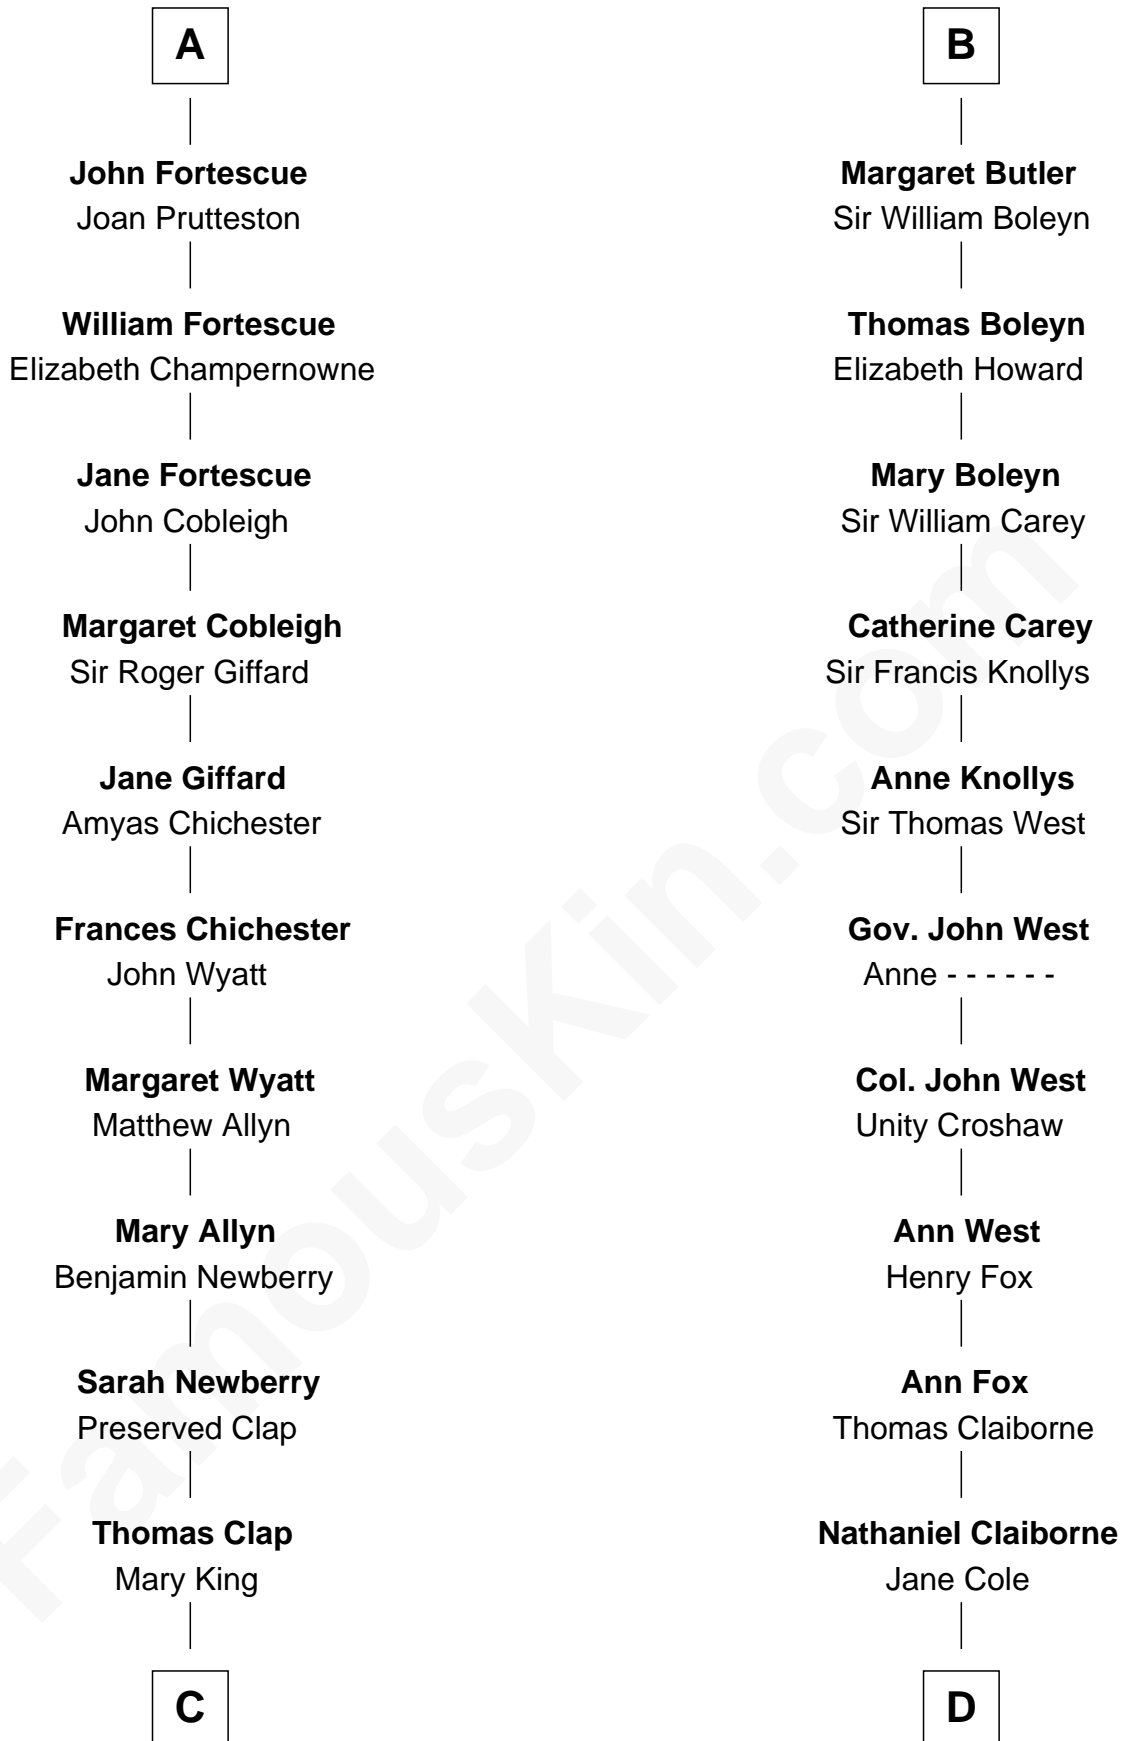 A
John Fortescue
Joan Prutteston
William Fortescue
Elizabeth Champernowne
Jane Fortescue
John Cobleigh
Margaret Cobleigh
Sir Roger Giffard
Jane Giffard
Amyas Chichester
Frances Chichester
John Wyatt
Margaret Wyatt
Matthew Allyn
Mary Allyn
Benjamin Newberry
Sarah Newberry
Preserved Clap
Thomas Clap
Mary King
C
B
Margaret Butler
Sir William Boleyn
Thomas Boleyn
Elizabeth Howard
Mary Boleyn
Sir William Carey
Catherine Carey
Sir Francis Knollys
Anne Knollys
Sir Thomas West
Gov. John West
Anne - - - - - -
Col. John West
Unity Croshaw
Ann West
Henry Fox
Ann Fox
Thomas Claiborne
Nathaniel Claiborne
Jane Cole
D
FamousKin.com